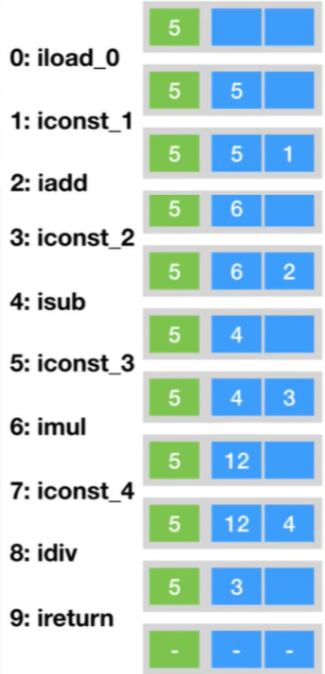 5
0: iload_0
5 5
1: iconst_1
5 5 1
2: iadd
5 6
3: iconst_2
5 6 2
4: isub
5 4
5: iconst_3
5 4 3
6: imul
5 12
7: iconst_4
5 12 4
8: idiv
5 3
9: ireturn
- - -